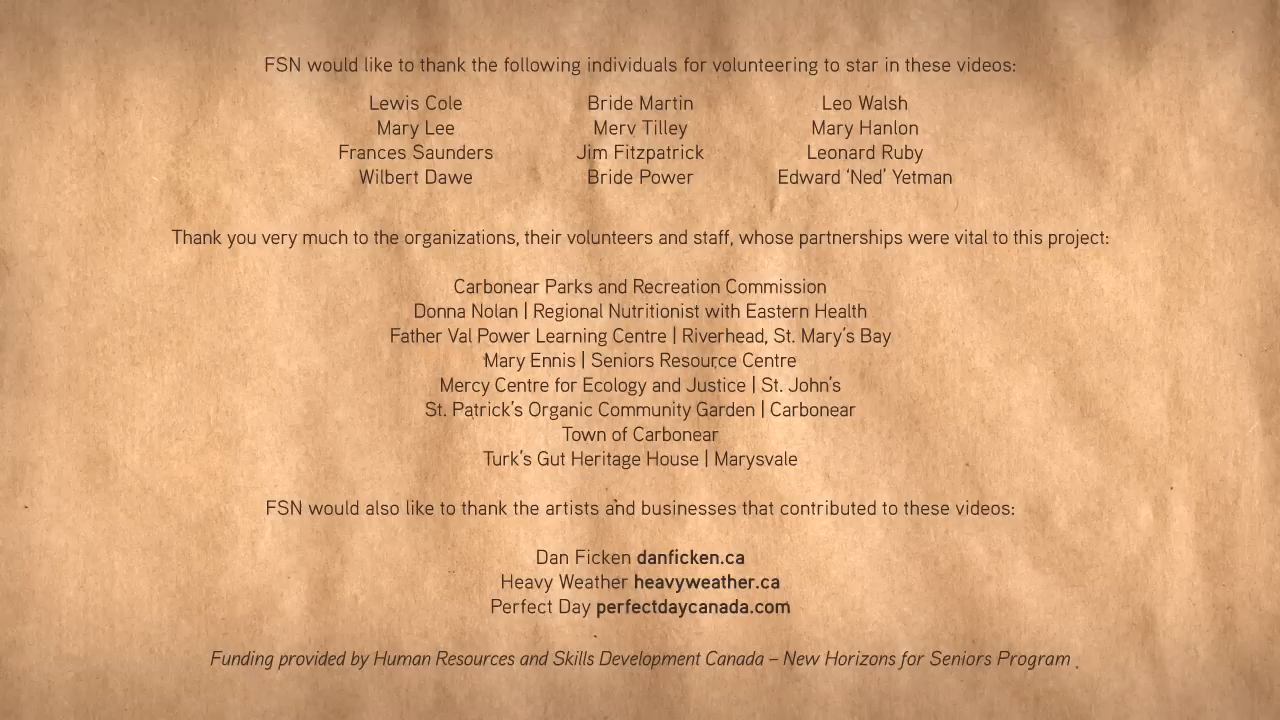 FSN would like to thank the following individuals for volunteering to star in these videos:
Lewis Cole
Mary Lee
Frances Saunders
Wilbert Dawe
Bride Martin
Merv Tilley
Jim Fitzpatrick
Bride Power
Leo Walsh
Mary Hanlon
Leonard Ruby
Edward ‘Ned’ Yetman
Thank you very much to the organizations, their volunteers and staff, whose partnerships were vital to this project:
Carbonear Parks and Recreation Commission
Donna Nolan | Regional Nutritionist with Eastern Health
Father Val Power Learning Centre | Riverhead, St. Mary’s Bay
Mary Ennis | Seniors Resource Centre
Mercy Centre for Ecology and Justice | St. John’s
St. Patrick’s Organic Community Garden | Carbonear
Town of Carbonear
Turk’s Gut Heritage House | Marysvale
FSN would also like to thank the artists and businesses that contributed to these videos:
Dan Ficken danficken.ca
Heavy Weather heavyweather.ca
Perfect Day perfectdaycanada.com
Funding provided by Human Resources and Skills Development Canada – New Horizons for Seniors Program